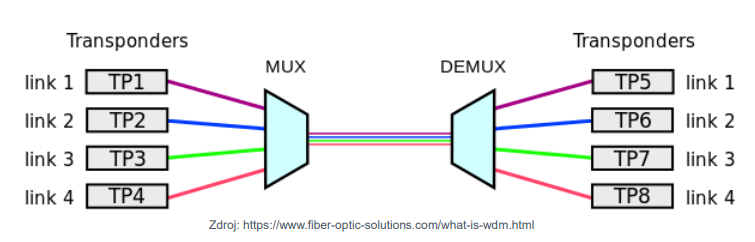 Transponders Transponders
MUX DEMUX
link 1 TP1 TP5 link 1
link 2 TP2 TP6 link 2
link 3 TP3 TP7 link 3
link 4 TP4 TP8 link 4
Zdroj: https://www.fiber-optic-solutions.com/what-is-wdm.html